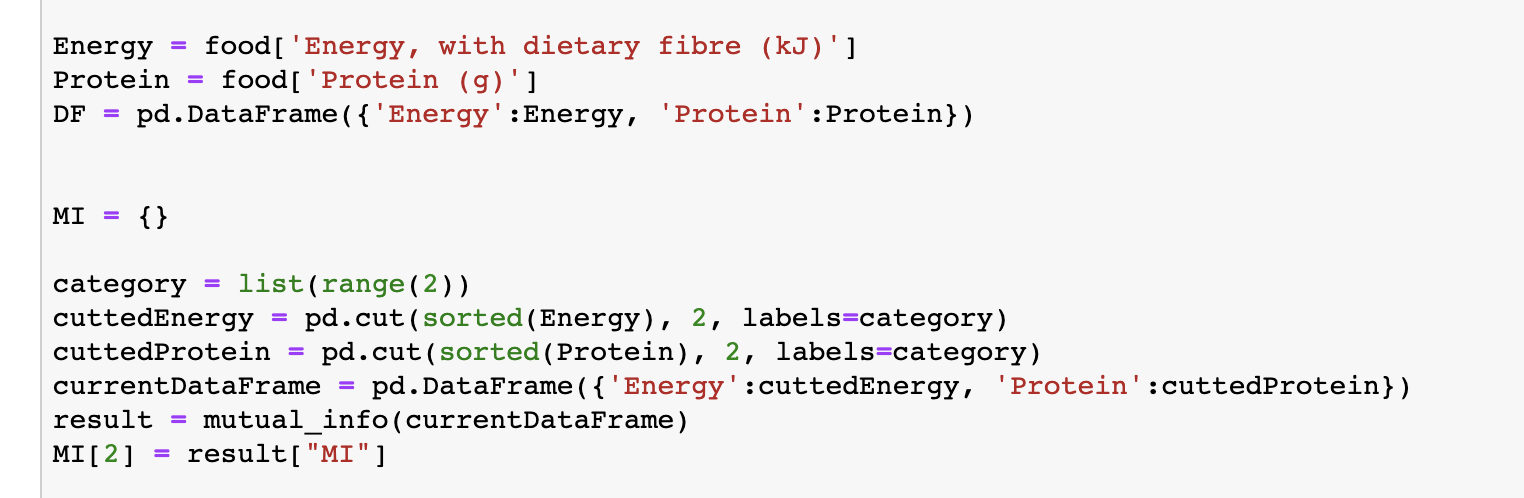 Energy = food['Energy, with dietary fibre (kJ)']
Protein = food['Protein (g)']
DF = pd.DataFrame({'Energy':Energy, 'Protein':Protein})
MI = {}
category = list(range(2))
cuttedEnergy = pd.cut(sorted(Energy), 2, labels=category)
cuttedProtein = pd.cut(sorted(Protein), 2, labels=category)
currentDataFrame = pd.DataFrame({'Energy':cuttedEnergy, 'Protein':cuttedProtein})
result = mutual_info(currentDataFrame)
MI[2] = result["MI"]